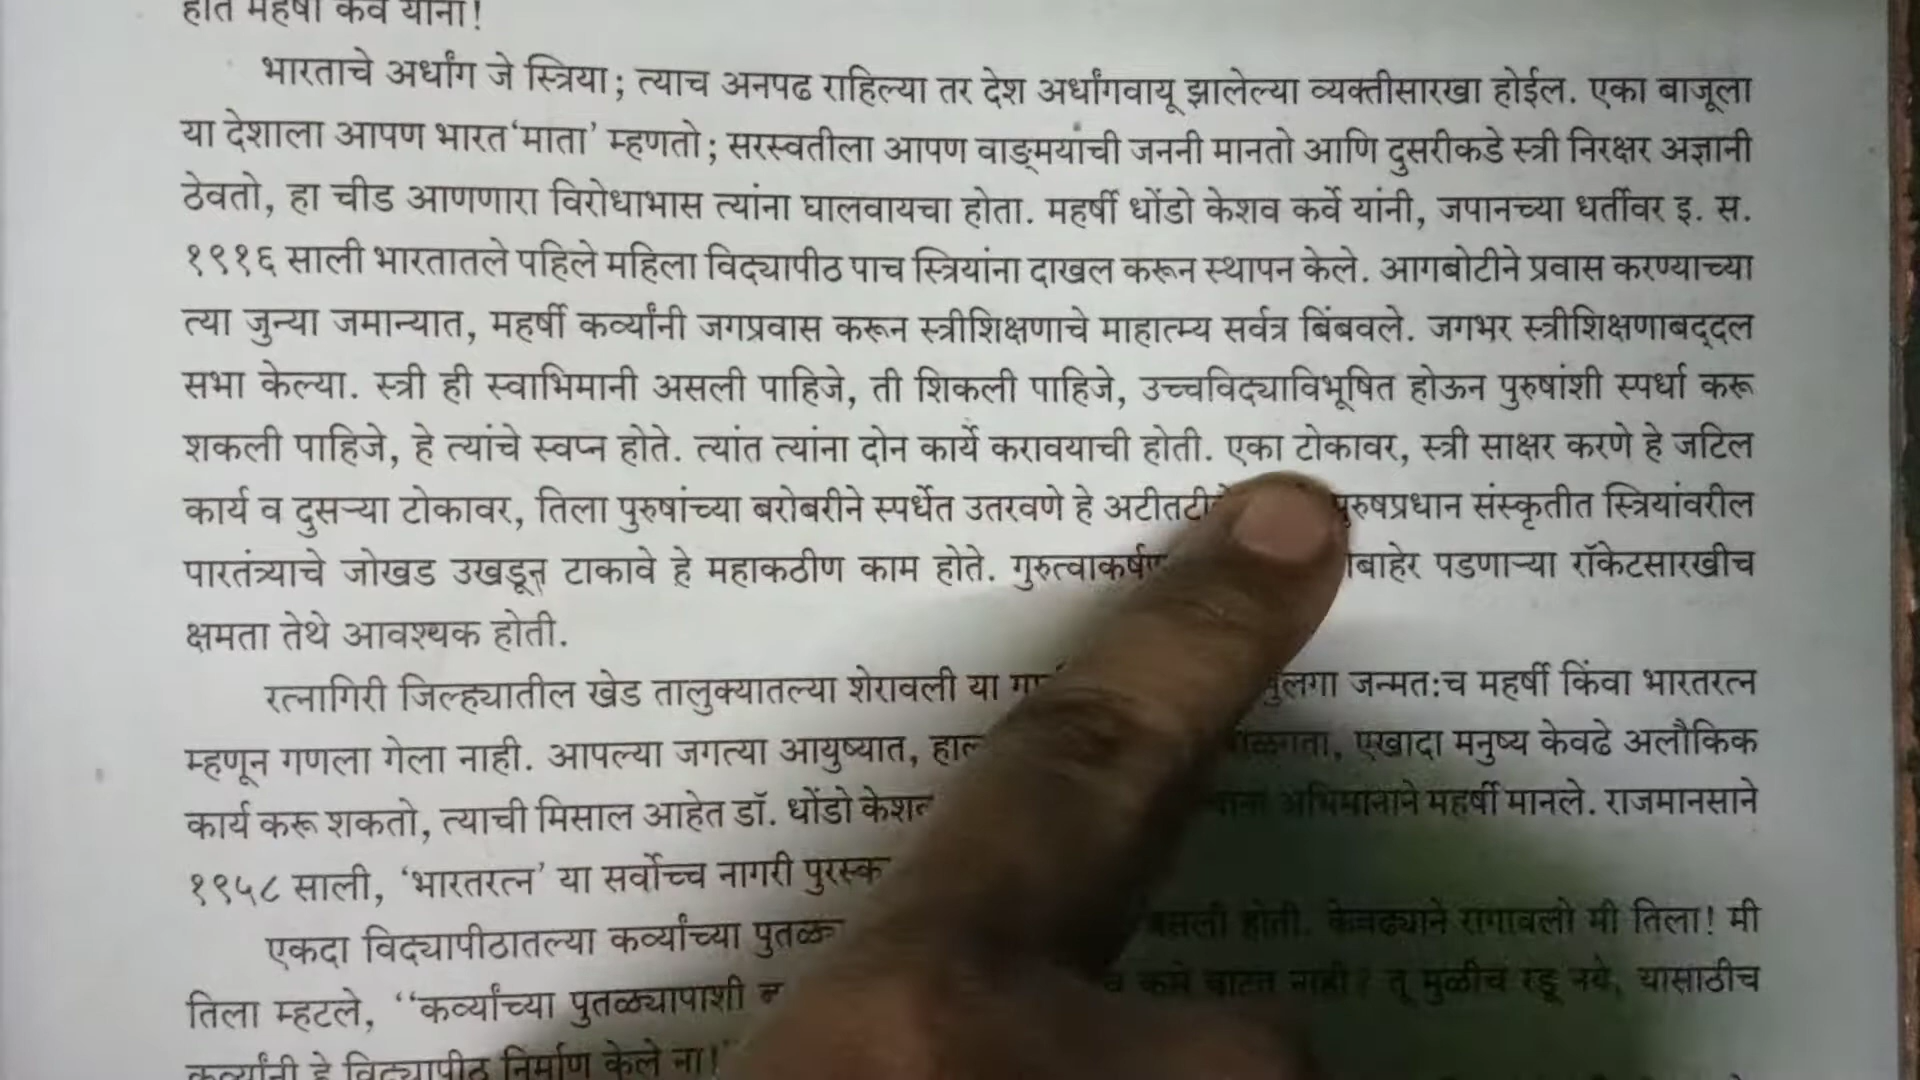 होते महर्षी कर्वे यांना!
भारताचे अर्धांग जे स्त्रिया; त्याच अनपढ राहिल्या तर देश अर्धांगवायू झालेल्या व्यक्तीसारखा होईल. एका बाजूला
या देशाला आपण भारत ‘माता’ म्हणतो; सरस्वतीला आपण वाङ्मयांची जननी मानतो आणि दुसरीकडे स्त्री निरक्षर अज्ञानी
ठेवतो, हा चीड आणणारा विरोधाभास त्यांना घालवायचा होता. महर्षी धोंडो केशव कर्वे यांनी, जपानच्या धर्तीवर इ. स.
१९१६ साली भारतातले पहिले महिला विद्यापीठ पाच स्त्रियांना दाखल करून स्थापन केले. आगबोटीने प्रवास करण्याच्या
त्या जुन्या जमान्यात, महर्षी कर्व्यांनी जगप्रवास करून स्त्रीशिक्षणाचे माहात्म्य सर्वत्र बिंबवले. जगभर स्त्रीशिक्षणाबद्दल
सभा केल्या. स्त्री ही स्वाभिमानी असली पाहिजे, ती शिकली पाहिजे, उच्चविद्याविभूषित होऊन पुरुषांशी स्पर्धा करू
शकली पाहिजे, हे त्यांचे स्वप्न होते. त्यांत त्यांना दोन कार्ये करावयाची होती. एका टोकावर, स्त्री साक्षर करणे हे जटिल
कार्य व दुसऱ्या टोकावर, तिला पुरुषांच्या बरोबरीने स्पर्धेत उतरवणे हे पुरुषप्रधान संस्कृतीत स्त्रियांवरील
पारतंत्र्याचे जोखड उखडून टाकावे हे महाकठीण काम होते. पडणाऱ्या रॉकेटसारखीच
क्षमता तेथे आवश्यक होती.
रत्नागिरी जिल्ह्यातील खेड तालुक्यातल्या शेरावली या मुलगा जन्मत:च महर्षी किंवा भारतरत्न
म्हणून गणला गेला नाही. आपल्या जगत्या आयुष्यात, एखादा मनुष्य केवढे अलौकिक
कार्य करू शकतो, त्याची मिसाल आहेत डॉ. धोंडो अभिमानाने महर्षी मानले. राजमानसाने
१९५८ साली, ‘भारतरत्न’ या सर्वोच्च नागरी
एकदा विद्यापीठातल्या कर्व्यांच्या बसली होती. केवढ्याने रागावलो मी तिला! मी
तिला म्हटले, “कर्व्यांच्या पुतळ्यापाशी कसे वाटत नाही? तू मुळीच रडू नये, यासाठीच
कर्व्यांनी हे विद्यापीठ निर्माण केले ना!